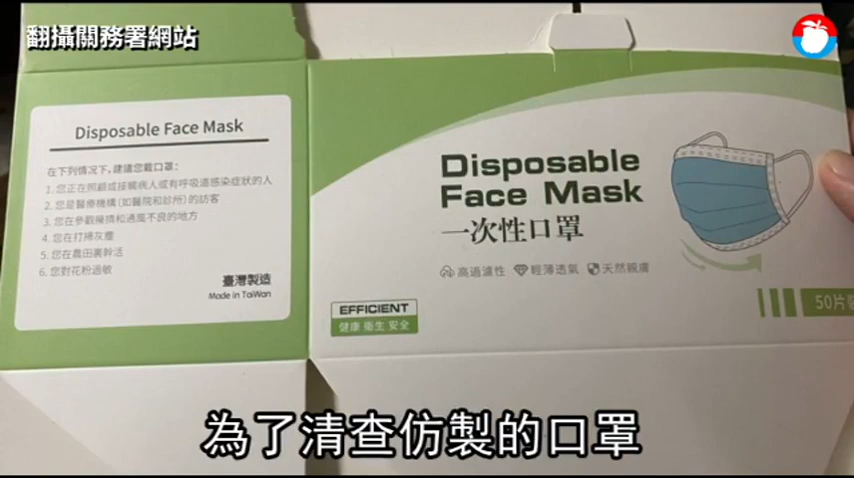 翻攝關務署網站
Disposable Face Mask
在下列情況下，建議您戴口罩：
1. 您正在照顧或接觸病人或有呼吸道感染症狀的人
2. 您是醫療機構（如醫院和診所）的訪客
3. 您在參觀擁擠和通風不良的地方
4. 您在打掃灰塵
5. 您在農田裏幹活
6. 您對花粉過敏
臺灣製造
Made in TaiWan
Disposable
Face Mask
一次性口罩
高過濾性 輕薄透氣 天然親膚
EFFICIENT
健康 衛生 安全
50片裝
為了清查仿製的口罩